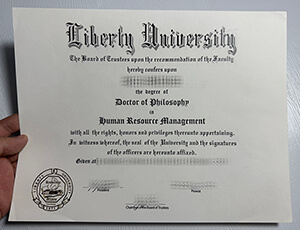 Liberty University
The Board of Trustees upon the recommendation of the Faculty
hereby confers upon
the degree of
Doctor of Philosophy
in
Human Resource Management
with all the rights, honors and privileges thereunto appertaining.
In witness whereof, the seal of the University and the signatures
of the officers are hereunto affixed.
Given at
President